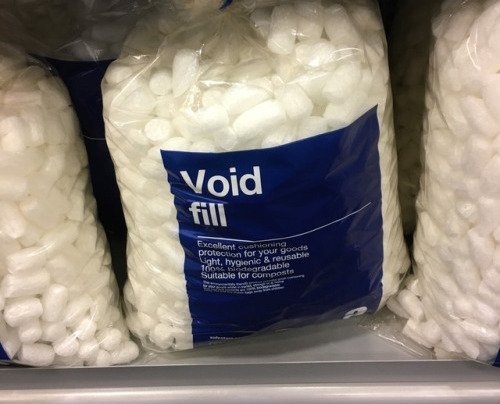 Void
fill
Excellent cushioning
protection for your goods
Light, hygienic & reusable
100% biodegradable
Suitable for composts